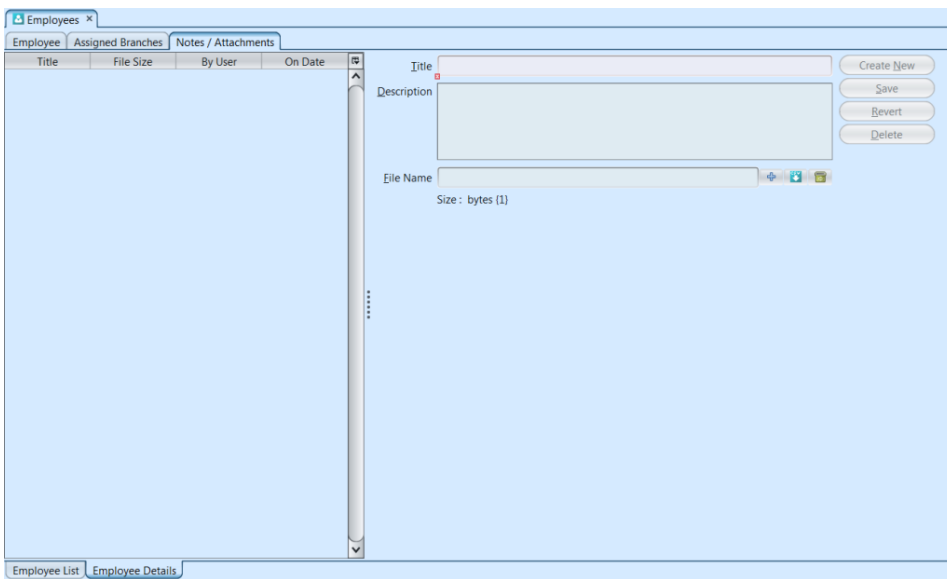 Employees ×
Employee Assigned Branches Notes / Attachments
Title File Size By User On Date
Title
Description
File Name
Size : bytes {1}
Create New
Save
Revert
Delete
Employee List Employee Details